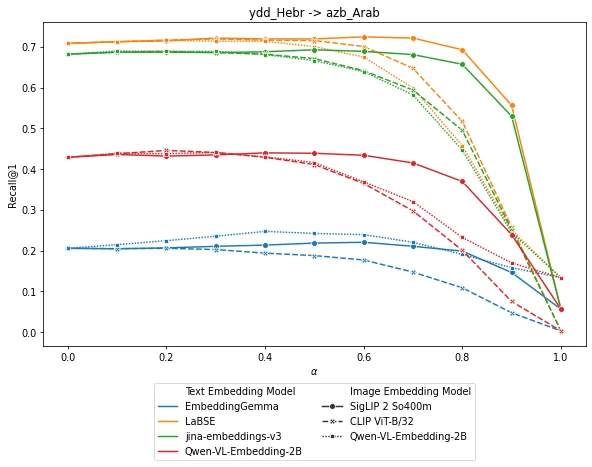 ydd_Hebr -> azb_Arab
Recall@1
0.7
0.6
0.5
0.4
0.3
0.2
0.1
0.0
0.0 0.2 0.4 0.6 0.8 1.0
α
Text Embedding Model Image Embedding Model
EmbeddingGemma SigLIP 2 So400m
LaBSE CLIP ViT-B/32
jina-embeddings-v3 Qwen-VL-Embedding-2B
Qwen-VL-Embedding-2B